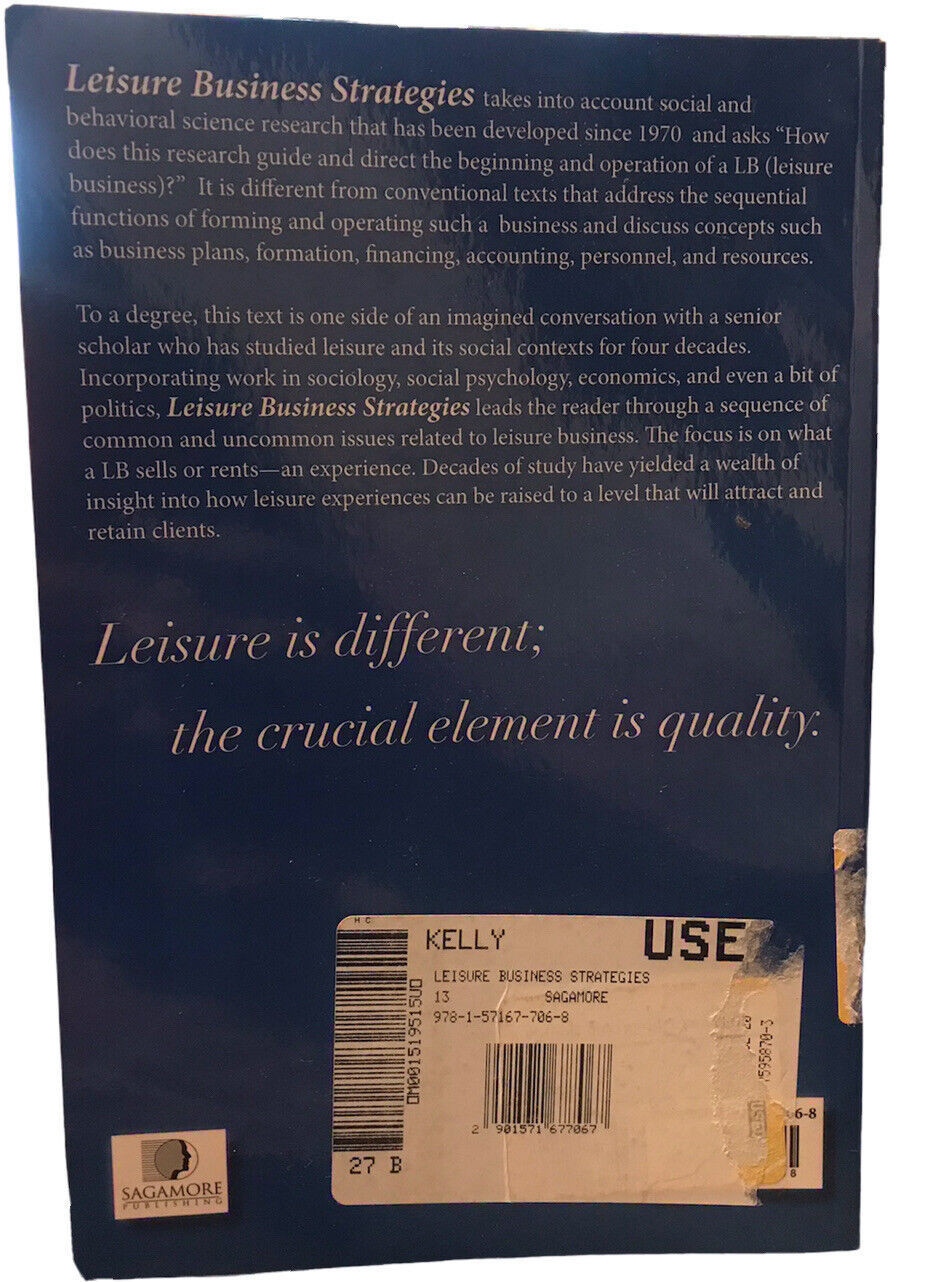 Leisure Business Strategies takes into account social and
behavioral science research that has been developed since 1970 and asks “How
does this research guide and direct the beginning and operation of a LB (leisure
business)?” It is different from conventional texts that address the sequential
functions of forming and operating such a business and discuss concepts such
as business plans, formation, financing, accounting, personnel, and resources.
To a degree, this text is one side of an imagined conversation with a senior
scholar who has studied leisure and its social contexts for four decades.
Incorporating work in sociology, social psychology, economics, and even a bit of
politics, Leisure Business Strategies leads the reader through a sequence of
common and uncommon issues related to leisure business. The focus is on what
a LB sells or rents—an experience. Decades of study have yielded a wealth of
insight into how leisure experiences can be raised to a level that will attract and
retain clients.
Leisure is different;
the crucial element is quality.
H C
KELLY USE
LEISURE BUSINESS STRATEGIES
13 SAGAMORE
978-1-57167-706-8
0M001519515U0
2 901571 677067
27 B
595870-3
6-8
8
SAGAMORE
PUBLISHING